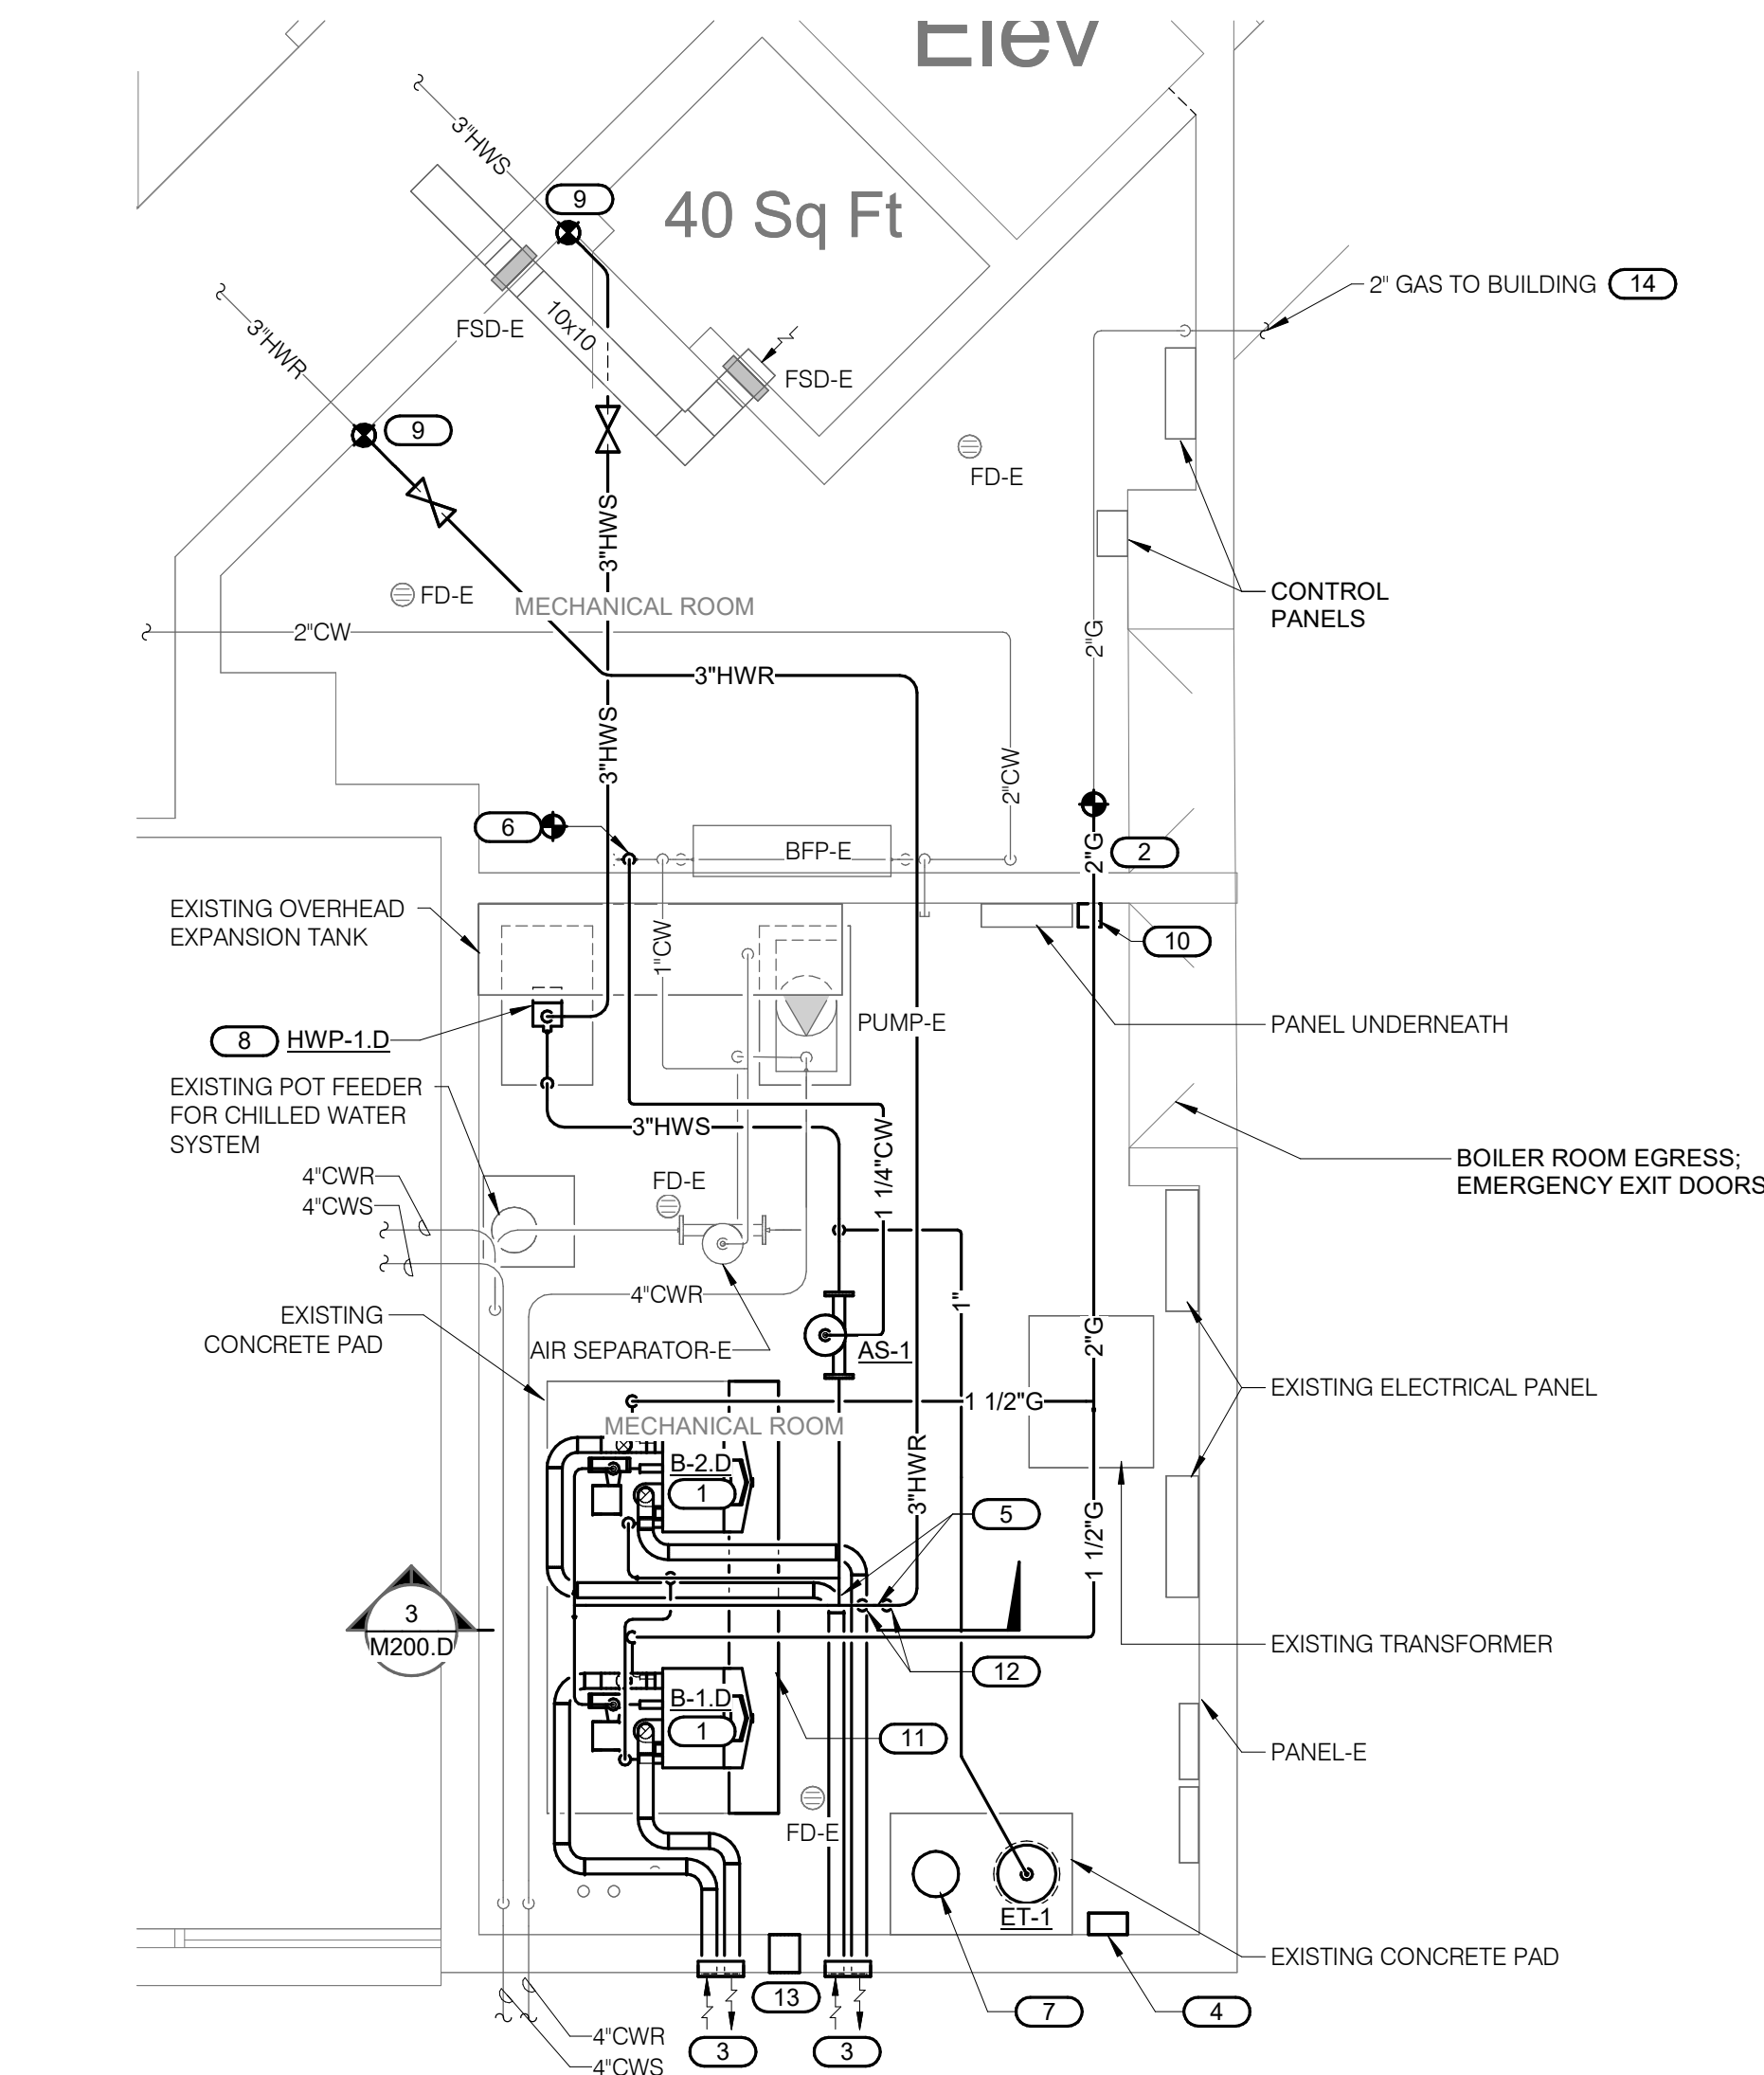 Elev
40 Sq Ft
3"HWS
9
2" GAS TO BUILDING 14
3"HWR
FSD-E
10x10
FSD-E
9
FD-E
3"HWS
CONTROL
PANELS
FD-E
MECHANICAL ROOM
2"CW
2"G
3"HWR
3"HWS
2"CW
6
BFP-E
2"G
2
EXISTING OVERHEAD
EXPANSION TANK
1"CW
10
8 HWP-1.D
PUMP-E
PANEL UNDERNEATH
EXISTING POT FEEDER
FOR CHILLED WATER
SYSTEM
3"HWS
1 1/4"CW
BOILER ROOM EGRESS;
EMERGENCY EXIT DOORS
4"CWR
4"CWS
FD-E
4"CWR
1"
EXISTING
CONCRETE PAD
AIR SEPARATOR-E
AS-1
2"G
EXISTING ELECTRICAL PANEL
1 1/2"G
MECHANICAL ROOM
B-2.D
1
3"HWR
5
1 1/2"G
3
M200.D
EXISTING TRANSFORMER
12
B-1.D
1
11
PANEL-E
FD-E
ET-1
EXISTING CONCRETE PAD
13
7
4
4"CWR
4"CWS
3
3